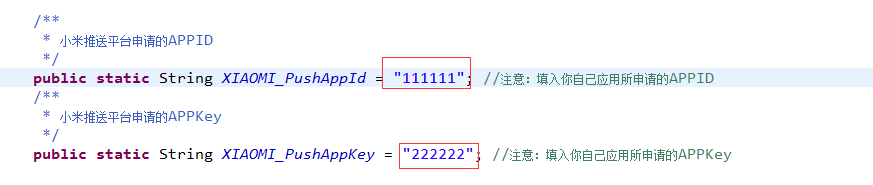 /**
* 小米推送平台申请的APPID
*/
public static String XIAOMI_PushAppId = "111111"; //注意：填入你自己应用所申请的APPID
/**
* 小米推送平台申请的APPKey
*/
public static String XIAOMI_PushAppKey = "222222"; //注意：填入你自己应用所申请的APPKey